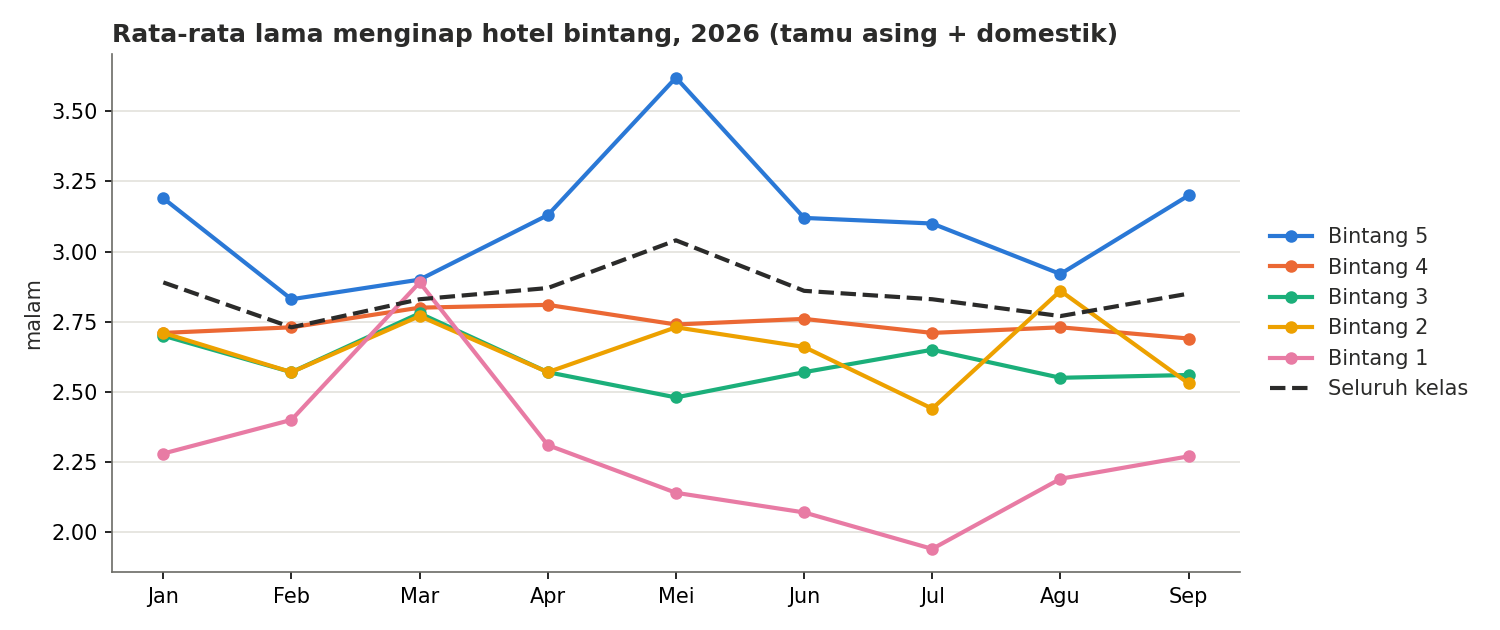 Rata-rata lama menginap hotel bintang, 2026 (tamu asing + domestik)
malam
3.50
3.25
3.00
2.75
2.50
2.25
2.00
Jan Feb Mar Apr Mei Jun Jul Agu Sep
Bintang 5
Bintang 4
Bintang 3
Bintang 2
Bintang 1
Seluruh kelas